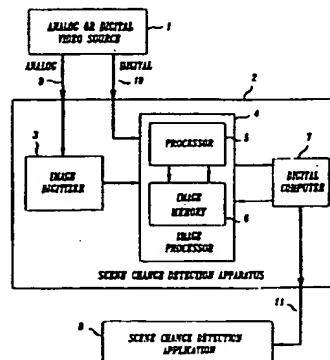 ANALOG OR DIGITAL
VIDEO SOURCE
1
ANALOG
DIGITAL
9
10
2
3
4
IMAGE
DIGITIZER
PROCESSOR
5
7
IMAGE
MEMORY
6
DIGITAL
COMPUTER
IMAGE
PROCESSOR
SCENE CHANGE DETECTION APPARATUS
11
8
SCENE CHANGE DETECTION
APPLICATION